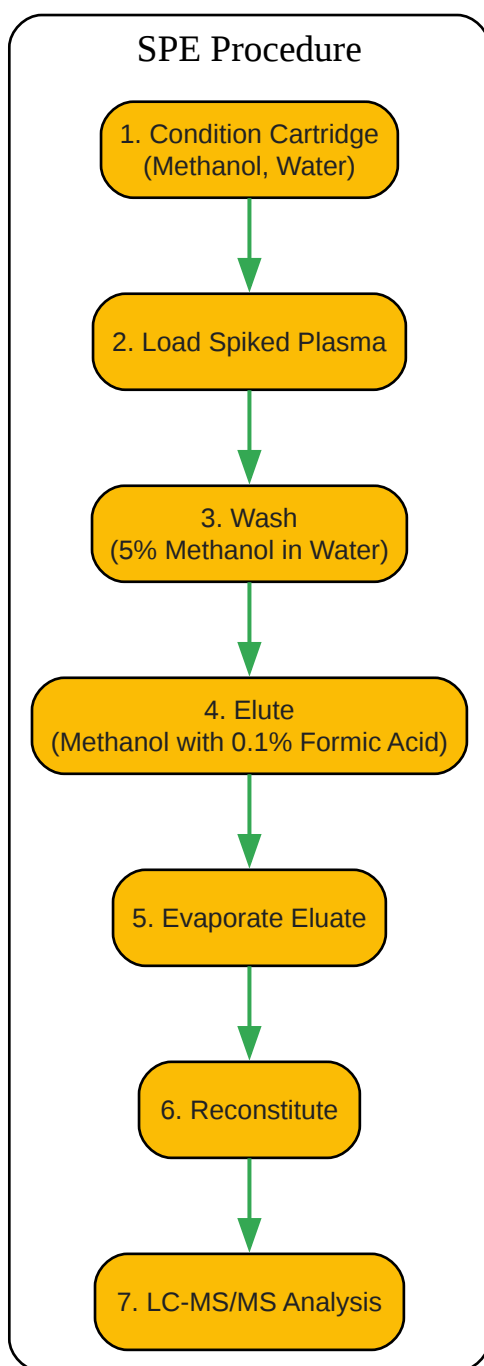 SPE Procedure
1. Condition Cartridge
(Methanol, Water)
2. Load Spiked Plasma
3. Wash
(5% Methanol in Water)
4. Elute
(Methanol with 0.1% Formic Acid)
5. Evaporate Eluate
6. Reconstitute
7. LC-MS/MS Analysis